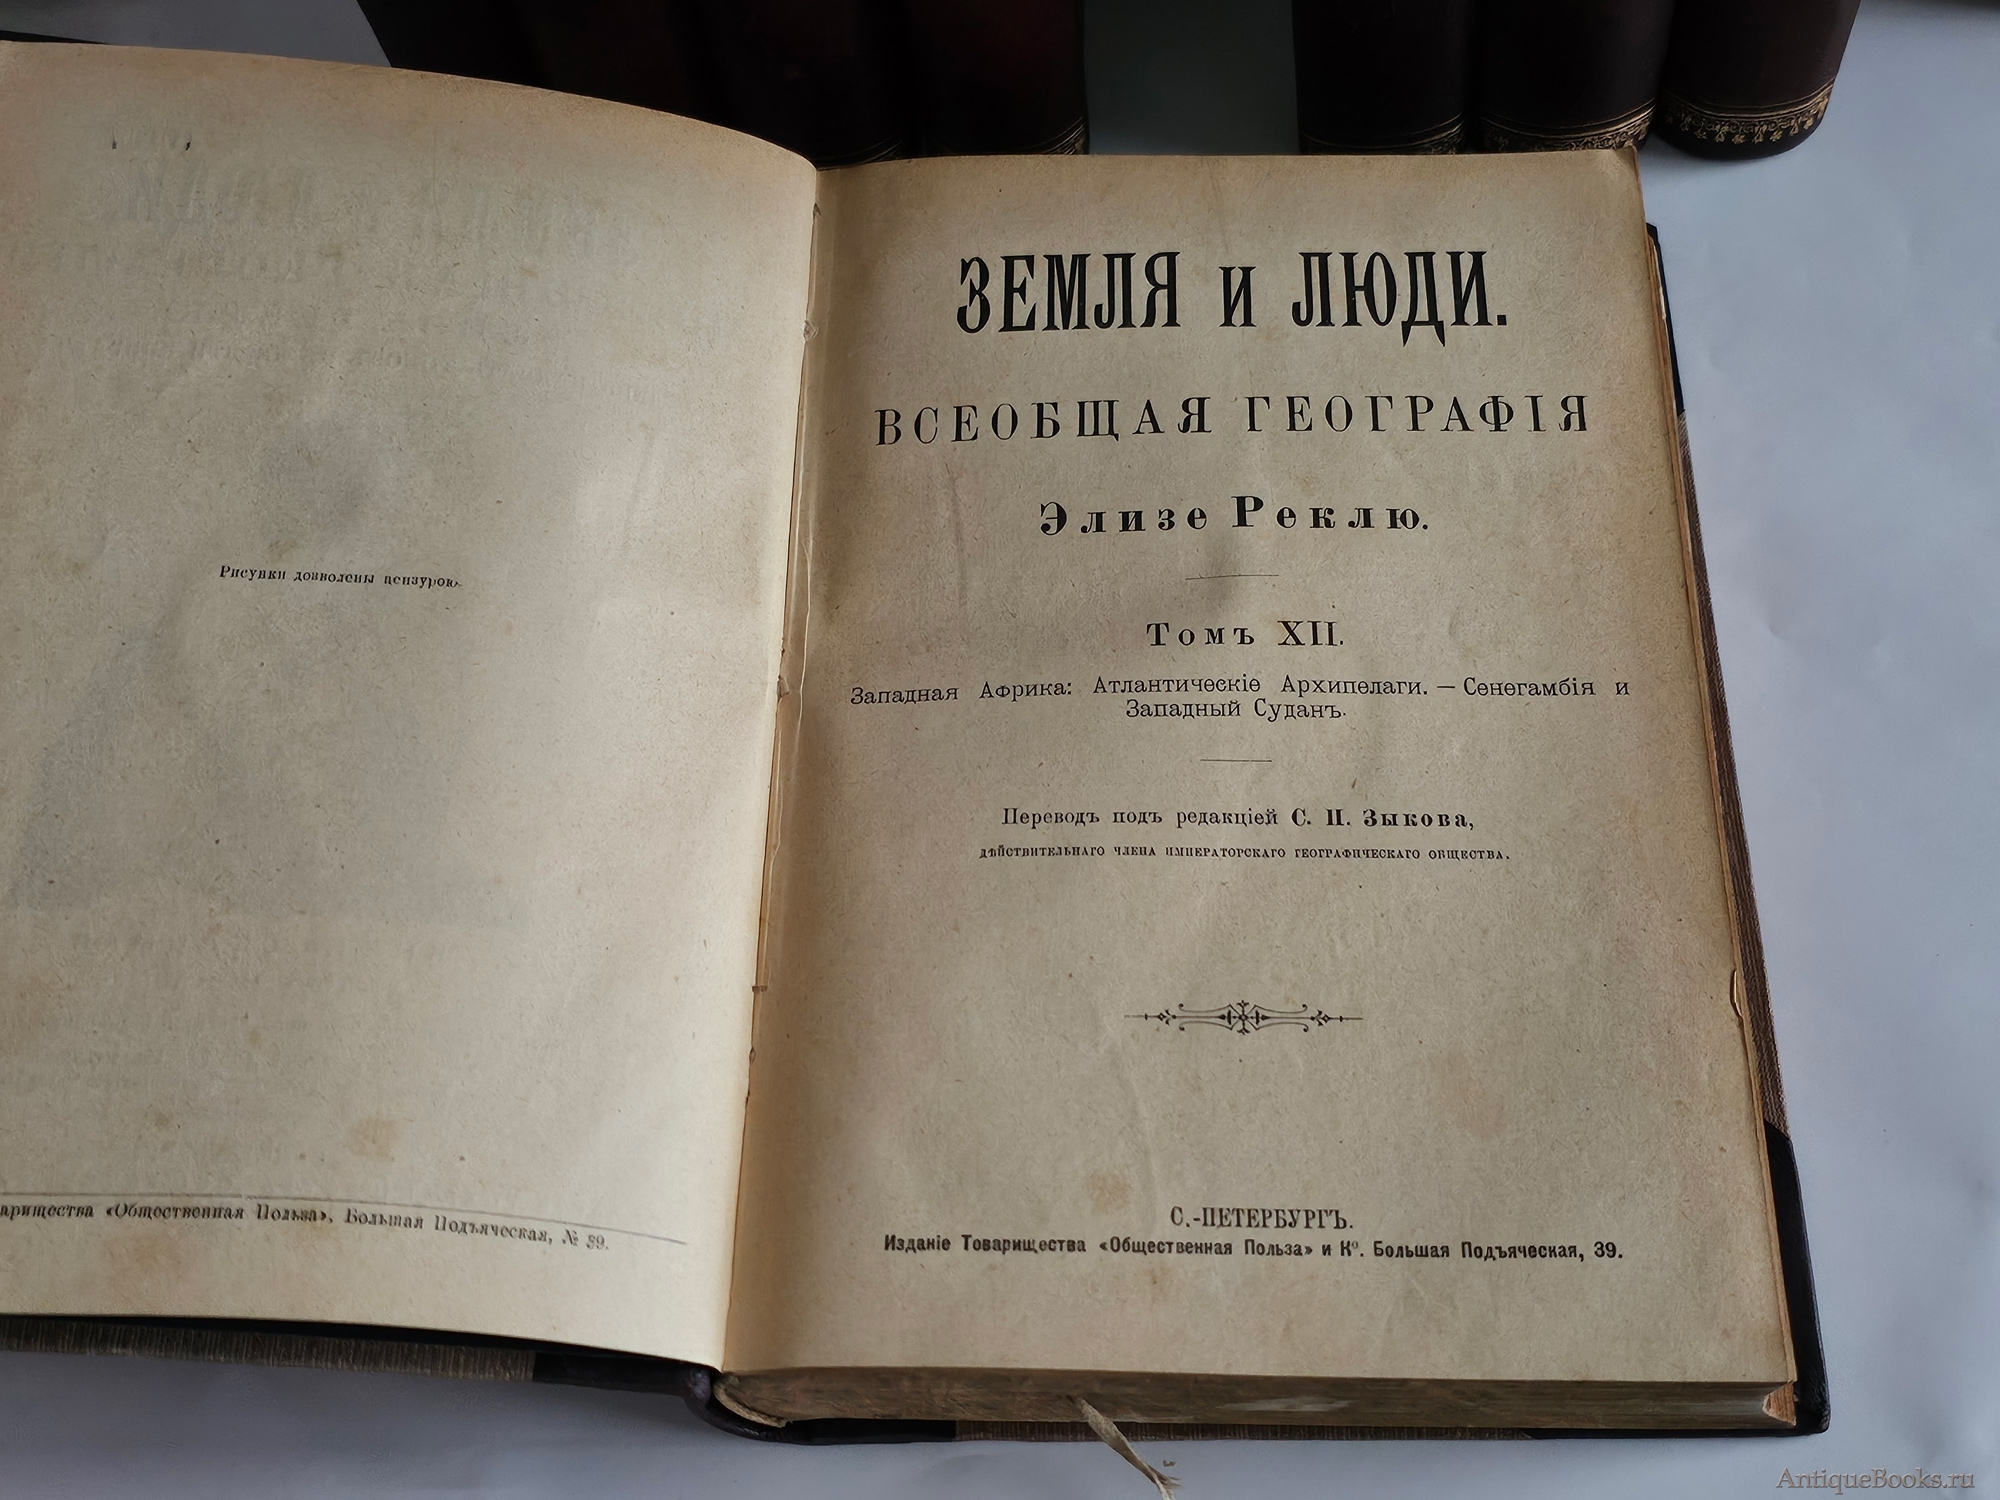 Рисунки дозволены цензурою.
«Общественная Польза», Большая Подъяческая, № 39.
ЗЕМЛЯ и ЛЮДИ.
ВСЕОБЩАЯ ГЕОГРАФІЯ
Элизе Реклю.
Томъ XII.
Западная Африка: Атлантическіе Архипелаги. — Сенегамбія и
Западный Суданъ.
Переводъ подъ редакціей С. П. Зыкова,
ДѢЙСТВИТЕЛЬНАГО ЧЛЕНА ИМПЕРАТОРСКАГО ГЕОГРАФИЧЕСКАГО ОБЩЕСТВА.
С.-ПЕТЕРБУРГЪ.
Изданіе Товарищества «Общественная Польза» и Ко. Большая Подъяческая, 39.
AntiqueBooks.ru